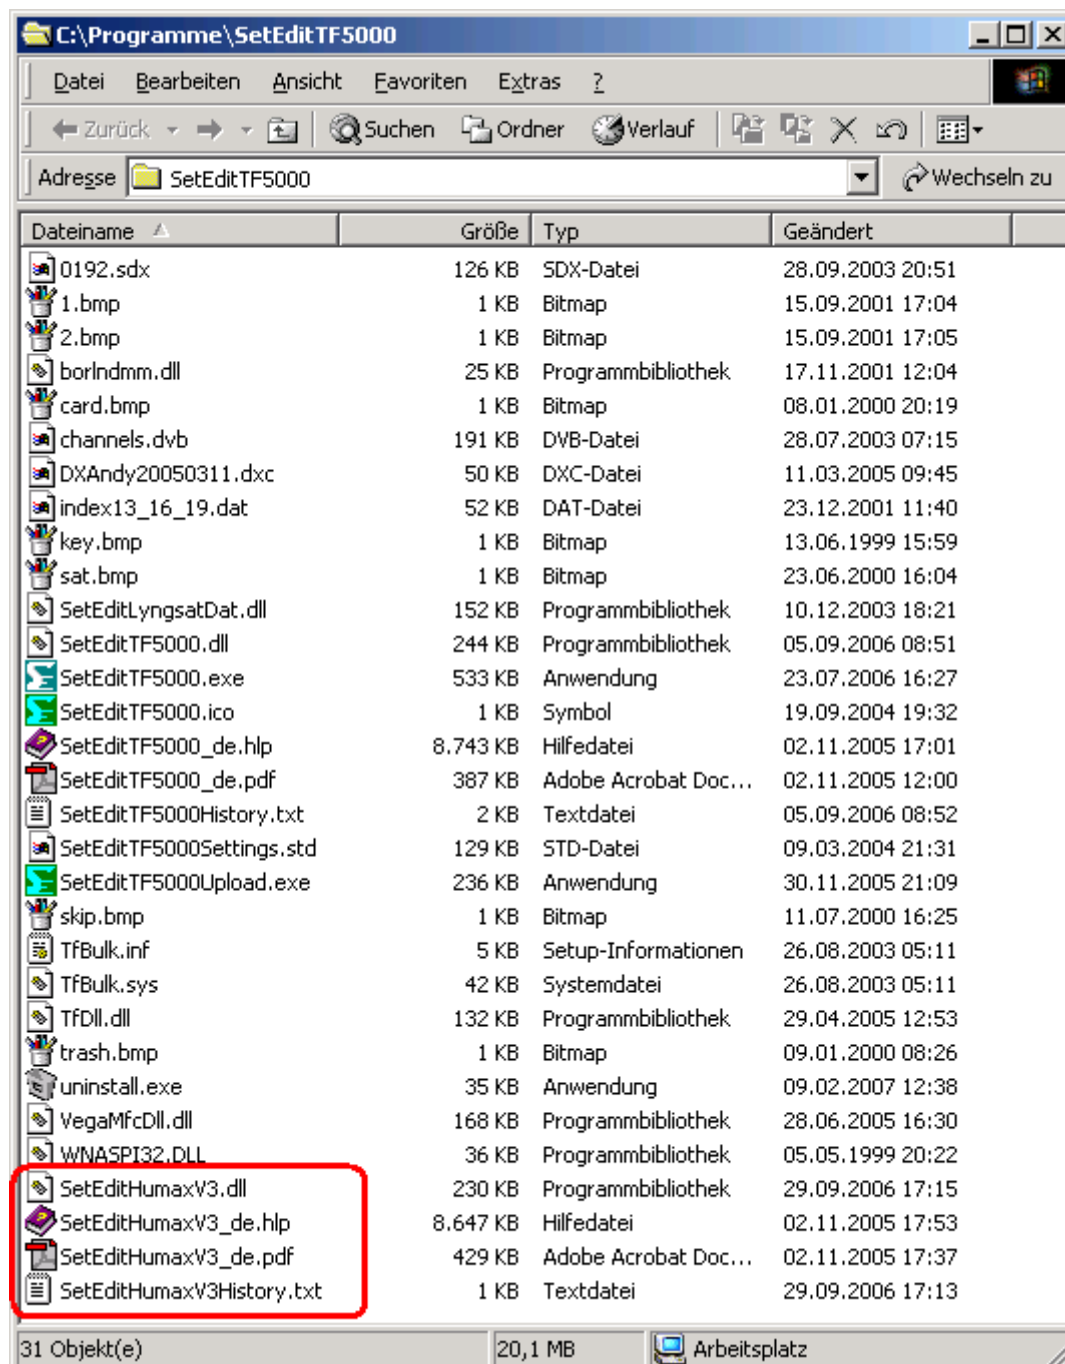 C:\Programme\SetEditTF5000
Datei Bearbeiten Ansicht Favoriten Extras ?
Zurück Suchen Ordner Verlauf
Adresse SetEditTF5000 Wechseln zu
Dateiname Größe Typ Geändert
0192.sdx 126 KB SDX-Datei 28.09.2003 20:51
1.bmp 1 KB Bitmap 15.09.2001 17:04
2.bmp 1 KB Bitmap 15.09.2001 17:05
borlndmm.dll 25 KB Programmbibliothek 17.11.2001 12:04
card.bmp 1 KB Bitmap 08.01.2000 20:19
channels.dvb 191 KB DVB-Datei 28.07.2003 07:15
DXAndy20050311.dxc 50 KB DXC-Datei 11.03.2005 09:45
index13_16_19.dat 52 KB DAT-Datei 23.12.2001 11:40
key.bmp 1 KB Bitmap 13.06.1999 15:59
sat.bmp 1 KB Bitmap 23.06.2000 16:04
SetEditLyngsatDat.dll 152 KB Programmbibliothek 10.12.2003 18:21
SetEditTF5000.dll 244 KB Programmbibliothek 05.09.2006 08:51
SetEditTF5000.exe 533 KB Anwendung 23.07.2006 16:27
SetEditTF5000.ico 1 KB Symbol 19.09.2004 19:32
SetEditTF5000_de.hlp 8.743 KB Hilfedatei 02.11.2005 17:01
SetEditTF5000_de.pdf 387 KB Adobe Acrobat Doc... 02.11.2005 12:00
SetEditTF5000History.txt 2 KB Textdatei 05.09.2006 08:52
SetEditTF5000Settings.std 129 KB STD-Datei 09.03.2004 21:31
SetEditTF5000Upload.exe 236 KB Anwendung 30.11.2005 21:09
skip.bmp 1 KB Bitmap 11.07.2000 16:25
TfBulk.inf 5 KB Setup-Informationen 26.08.2003 05:11
TfBulk.sys 42 KB Systemdatei 26.08.2003 05:11
TfDll.dll 132 KB Programmbibliothek 29.04.2005 12:53
trash.bmp 1 KB Bitmap 09.01.2000 08:26
uninstall.exe 35 KB Anwendung 09.02.2007 12:38
VegaMfcDll.dll 168 KB Programmbibliothek 28.06.2005 16:30
WNASPI32.DLL 36 KB Programmbibliothek 05.05.1999 20:22
SetEditHumaxV3.dll 230 KB Programmbibliothek 29.09.2006 17:15
SetEditHumaxV3_de.hlp 8.647 KB Hilfedatei 02.11.2005 17:53
SetEditHumaxV3_de.pdf 429 KB Adobe Acrobat Doc... 02.11.2005 17:37
SetEditHumaxV3History.txt 1 KB Textdatei 29.09.2006 17:13
31 Objekt(e) 20,1 MB Arbeitsplatz